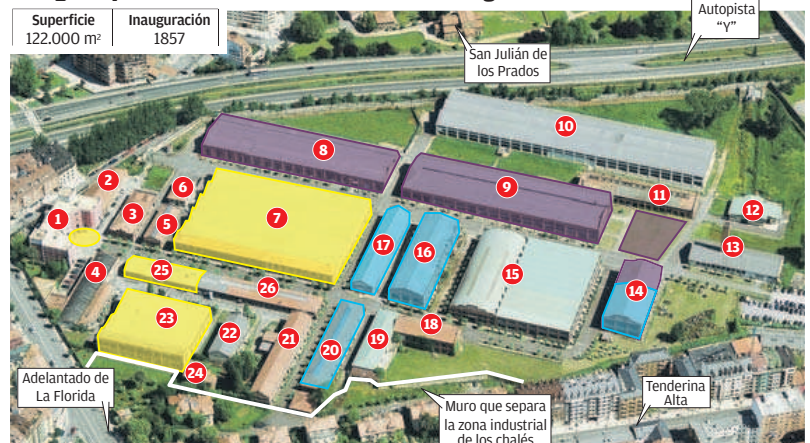 Superficie
122.000 m²
Inauguración
1857
Autopista
“Y”
San Julián de
los Prados
10
8
2
6
9
11
1
3
5
7
12
17
16
13
4
25
15
14
26
23
22
21
20
19
18
24
Adelantado de
La Florida
Muro que separa
la zona industrial
de los chalés
Tenderina
Alta